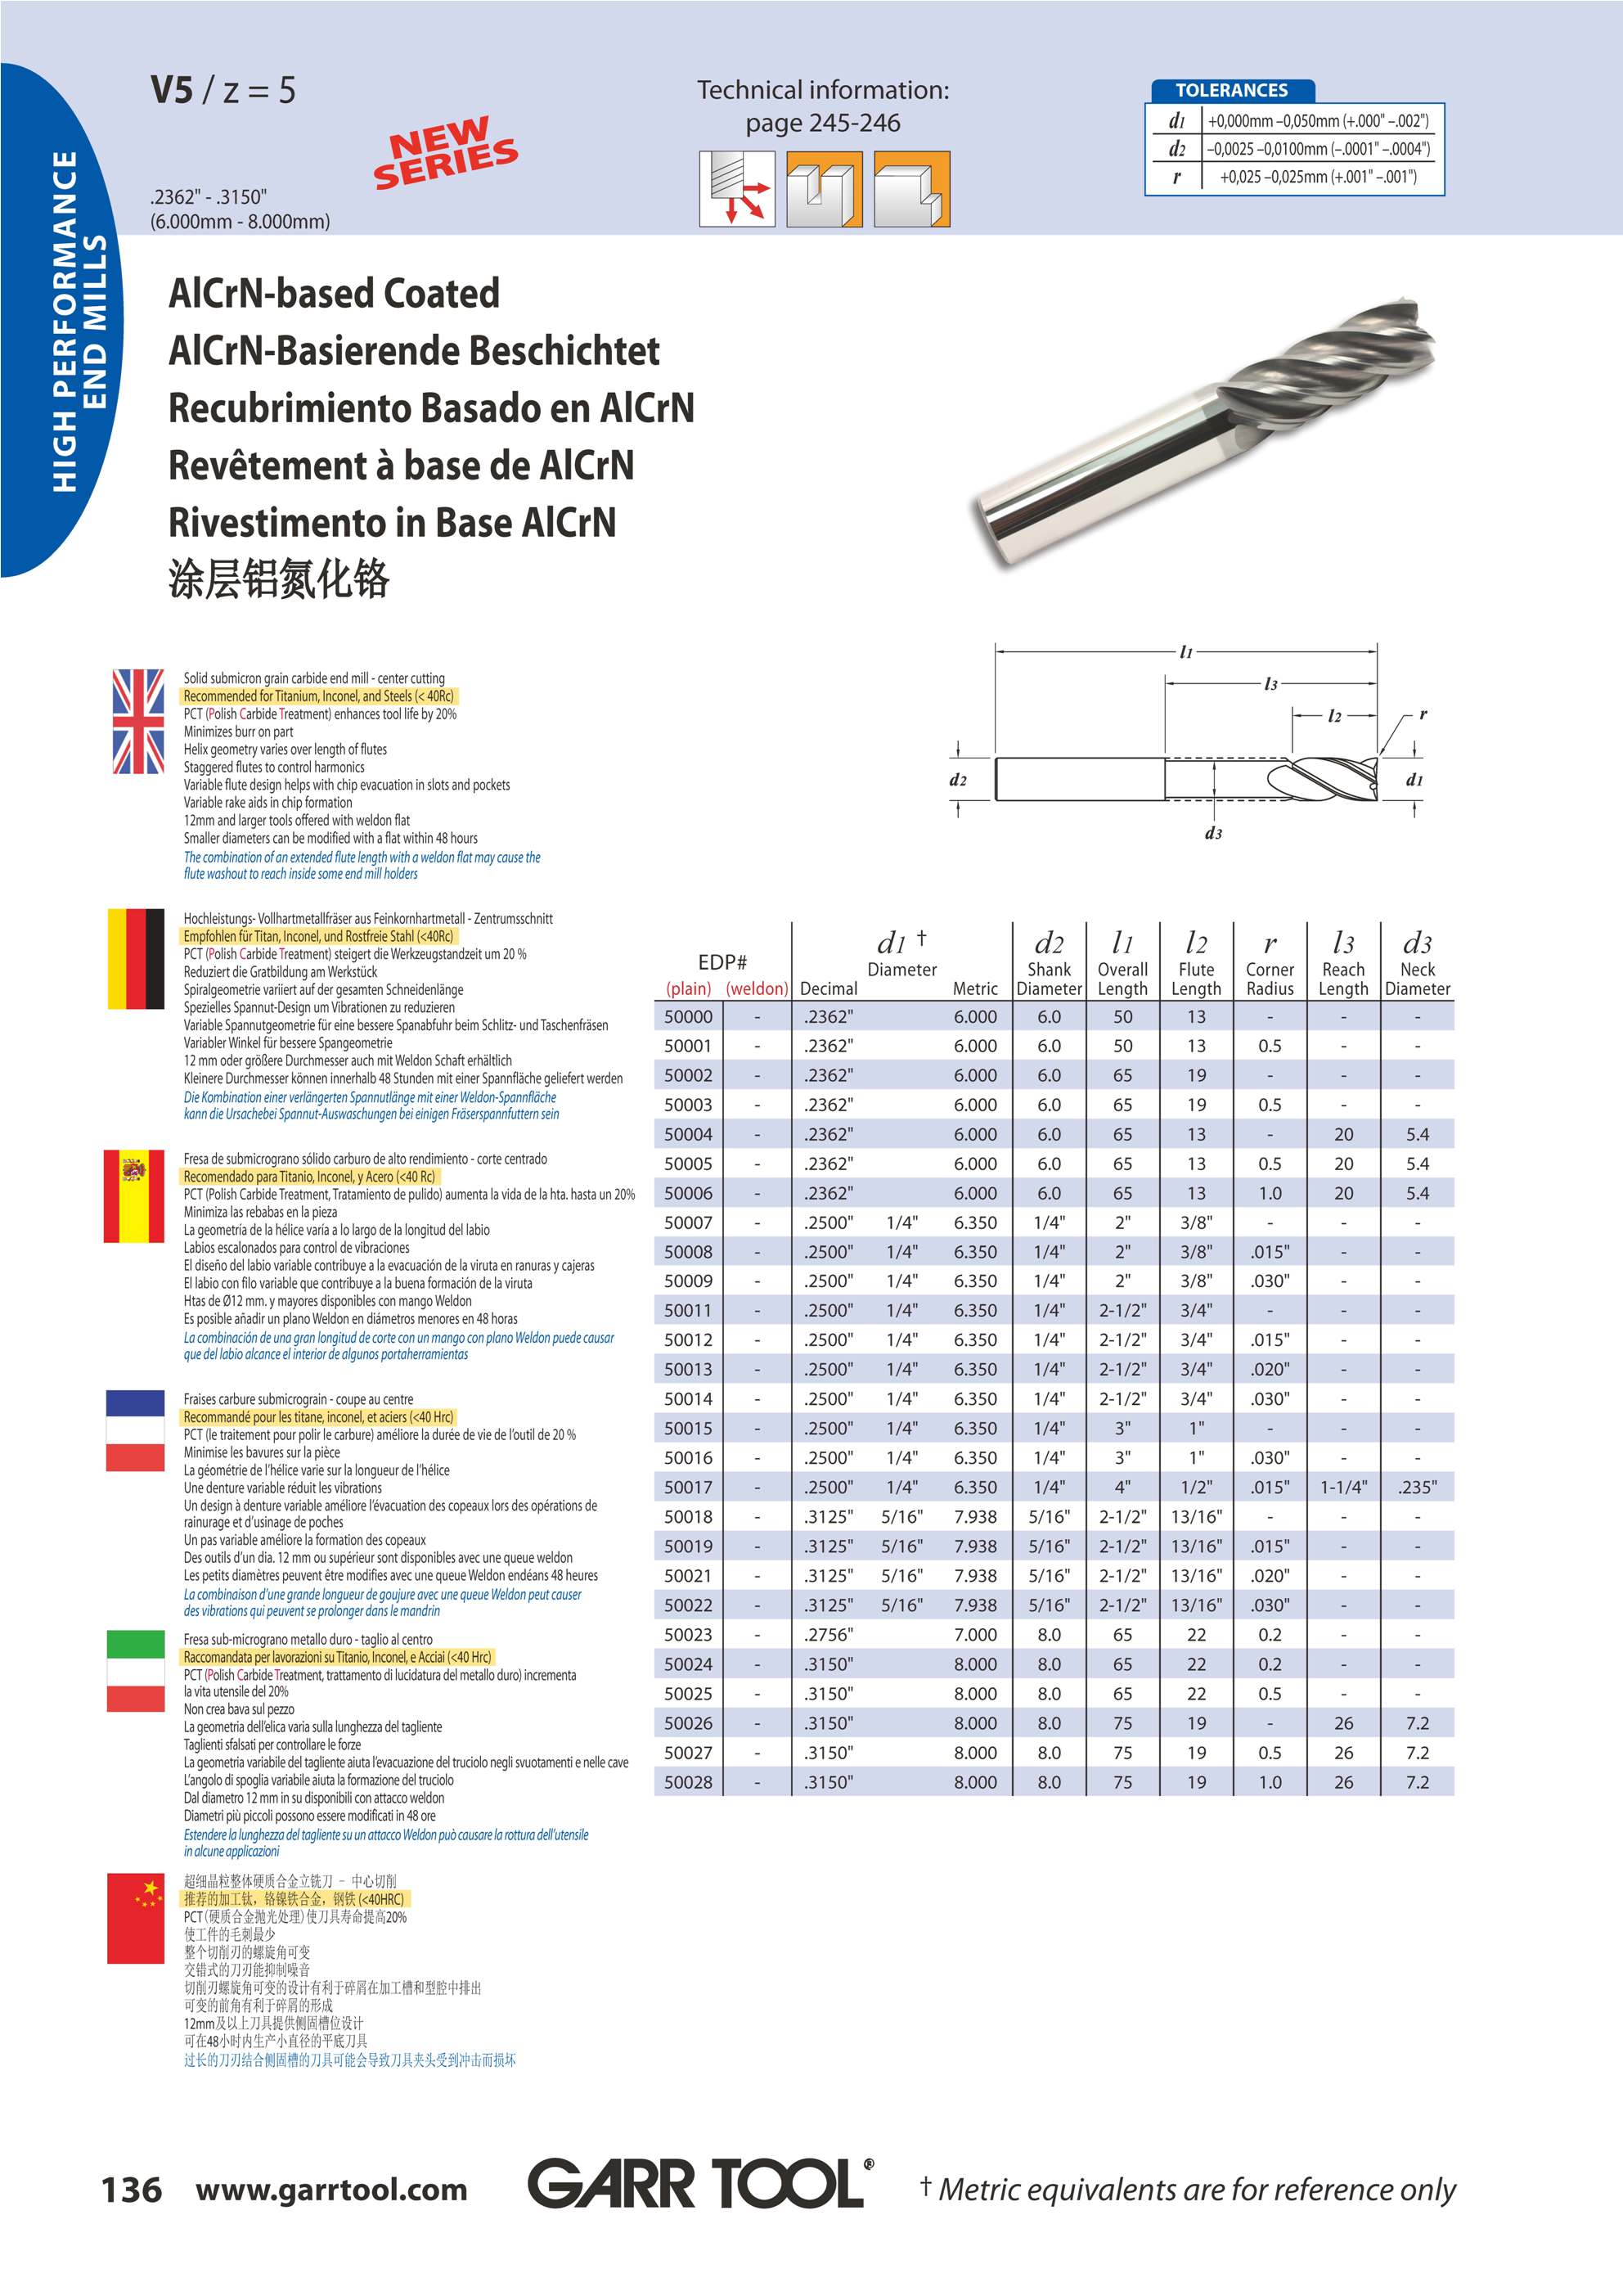 V5 / z = 5
.2362" - .3150"
(6.000mm - 8.000mm)
NEW
SERIES
Technical information:
page 245-246
TOLERANCES
d1 +0,000mm –0,050mm (+.000" –.002")
d2 –0,0025 –0,0100mm (–.0001" –.0004")
r +0,025 –0,025mm (+.001" –.001")
HIGH PERFORMANCE
END MILLS
AlCrN-based Coated
AlCrN-Basierende Beschichtet
Recubrimiento Basado en AlCrN
Revêtement à base de AlCrN
Rivestimento in Base AlCrN
涂层铝氮化铬
l1
l3
l2
r
d2
d1
d3
Solid submicron grain carbide end mill - center cutting
Recommended for Titanium, Inconel, and Steels (< 40Rc)
PCT (Polish Carbide Treatment) enhances tool life by 20%
Minimizes burr on part
Helix geometry varies over length of flutes
Staggered flutes to control harmonics
Variable flute design helps with chip evacuation in slots and pockets
Variable rake aids in chip formation
12mm and larger tools offered with weldon flat
Smaller diameters can be modified with a flat within 48 hours
The combination of an extended flute length with a weldon flat may cause the
flute washout to reach inside some end mill holders
Hochleistungs- Vollhartmetallfräser aus Feinkornhartmetall - Zentrumsschnitt
Empfohlen für Titan, Inconel, und Rostfreie Stahl (<40Rc)
PCT (Polish Carbide Treatment) steigert die Werkzeugstandzeit um 20 %
Reduziert die Gratbildung am Werkstück
Spiralgeometrie variiert auf der gesamten Schneidenlänge
Spezielles Spannut-Design um Vibrationen zu reduzieren
Variable Spannutgeometrie für eine bessere Spanabfuhr beim Schlitz- und Taschenfräsen
Variabler Winkel für bessere Spangeometrie
12 mm oder größere Durchmesser auch mit Weldon Schaft erhältlich
Kleinere Durchmesser können innerhalb 48 Stunden mit einer Spannfläche geliefert werden
Die Kombination einer verlängerten Spannutlänge mit einer Weldon-Spannfläche
kann die Ursachebei Spannut-Auswaschungen bei einigen Fräserspannfuttern sein
Fresa de submicrograno sólido carburo de alto rendimiento - corte centrado
Recomendado para Titanio, Inconel, y Acero (<40 Rc)
PCT (Polish Carbide Treatment, Tratamiento de pulido) aumenta la vida de la hta. hasta un 20%
Minimiza las rebabas en la pieza
La geometría de la hélice varía a lo largo de la longitud del labio
Labios escalonados para control de vibraciones
El diseño del labio variable contribuye a la evacuación de la viruta en ranuras y cajeras
El labio con filo variable que contribuye a la buena formación de la viruta
Htas de Ø12 mm. y mayores disponibles con mango Weldon
Es posible añadir un plano Weldon en diámetros menores en 48 horas
La combinación de una gran longitud de corte con un mango con plano Weldon puede causar
que del labio alcance el interior de algunos portaherramientas
Fraises carbure submicrograin - coupe au centre
Recommandé pour les titane, inconel, et aciers (<40 Hrc)
PCT (le traitement pour polir le carbure) améliore la durée de vie de l'outil de 20 %
Minimise les bavures sur la pièce
La géométrie de l'hélice varie sur la longueur de l'hélice
Une denture variable réduit les vibrations
Un design à denture variable améliore l'évacuation des copeaux lors des opérations de
rainurage et d'usinage de poches
Un pas variable améliore la formation des copeaux
Des outils d'un dia. 12 mm ou supérieur sont disponibles avec une queue weldon
Les petits diamètres peuvent être modifies avec une queue Weldon endéans 48 heures
La combinaison d'une grande longueur de goujure avec une queue Weldon peut causer
des vibrations qui peuvent se prolonger dans le mandrin
Fresa sub-micrograno metallo duro - taglio al centro
Raccomandata per lavorazioni su Titanio, Inconel, e Acciai (<40 Hrc)
PCT (Polish Carbide Treatment, trattamento di lucidatura del metallo duro) incrementa
la vita utensile del 20%
Non crea bava sul pezzo
La geometria dell'elica varia sulla lunghezza del tagliente
Taglienti sfalsati per controllare le forze
La geometria variabile del tagliente aiuta l'evacuazione del truciolo negli svuotamenti e nelle cave
L'angolo di spoglia variabile aiuta la formazione del truciolo
Dal diametro 12 mm in su disponibili con attacco weldon
Diametri più piccoli possono essere modificati in 48 ore
Estendere la lunghezza del tagliente su un attacco Weldon può causare la rottura dell'utensile
in alcune applicazioni
超细晶粒整体硬质合金立铣刀 - 中心切削
推荐的加工钛，铬镍铁合金，钢铁 (<40HRC)
PCT (硬质合金抛光处理) 使刀具寿命提高20%
使工件的毛刺最少
整个切削刃的螺旋角可变
交错式的刀刃能抑制噪音
切削刃螺旋角可变的设计有利于碎屑在加工槽和型腔中排出
可变的前角有利于碎屑的形成
12mm及以上刀具提供侧固槽位设计
可在48小时内生产小直径的平底刀具
过长的刀刃结合侧固槽的刀具可能会导致刀具夹头受到冲击而损坏
EDP# d1 † Diameter d2 Shank l1 Overall l2 Flute r Corner l3 Reach d3 Neck
(plain) (weldon) Decimal Metric Diameter Length Length Radius Length Diameter
50000 - .2362" 6.000 6.0 50 13 - - -
50001 - .2362" 6.000 6.0 50 13 0.5 - -
50002 - .2362" 6.000 6.0 65 19 - - -
50003 - .2362" 6.000 6.0 65 19 0.5 - -
50004 - .2362" 6.000 6.0 65 13 - 20 5.4
50005 - .2362" 6.000 6.0 65 13 0.5 20 5.4
50006 - .2362" 6.000 6.0 65 13 1.0 20 5.4
50007 - .2500" 1/4" 6.350 1/4" 2" 3/8" - - -
50008 - .2500" 1/4" 6.350 1/4" 2" 3/8" .015" - -
50009 - .2500" 1/4" 6.350 1/4" 2" 3/8" .030" - -
50011 - .2500" 1/4" 6.350 1/4" 2-1/2" 3/4" - - -
50012 - .2500" 1/4" 6.350 1/4" 2-1/2" 3/4" .015" - -
50013 - .2500" 1/4" 6.350 1/4" 2-1/2" 3/4" .020" - -
50014 - .2500" 1/4" 6.350 1/4" 2-1/2" 3/4" .030" - -
50015 - .2500" 1/4" 6.350 1/4" 3" 1" - - -
50016 - .2500" 1/4" 6.350 1/4" 3" 1" .030" - -
50017 - .2500" 1/4" 6.350 1/4" 4" 1/2" .015" 1-1/4" .235"
50018 - .3125" 5/16" 7.938 5/16" 2-1/2" 13/16" - - -
50019 - .3125" 5/16" 7.938 5/16" 2-1/2" 13/16" .015" - -
50021 - .3125" 5/16" 7.938 5/16" 2-1/2" 13/16" .020" - -
50022 - .3125" 5/16" 7.938 5/16" 2-1/2" 13/16" .030" - -
50023 - .2756" 7.000 8.0 65 22 0.2 - -
50024 - .3150" 8.000 8.0 65 22 0.2 - -
50025 - .3150" 8.000 8.0 65 22 0.5 - -
50026 - .3150" 8.000 8.0 75 19 - 26 7.2
50027 - .3150" 8.000 8.0 75 19 0.5 26 7.2
50028 - .3150" 8.000 8.0 75 19 1.0 26 7.2
136 www.garrtool.com GARR TOOL® † Metric equivalents are for reference only